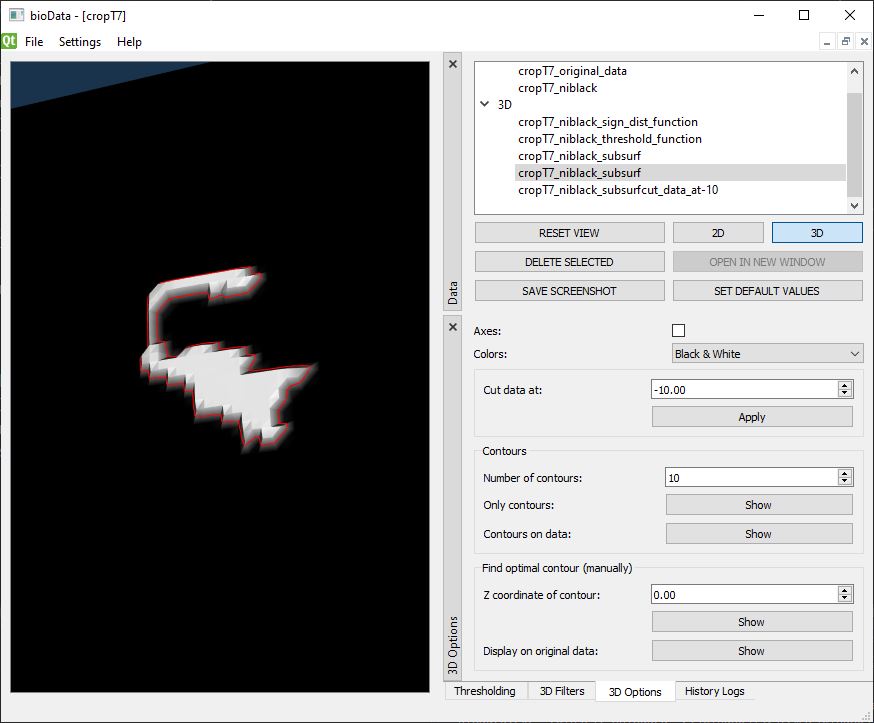 bioData - [cropT7]
Qt File Settings Help
cropT7_original_data
cropT7_niblack
3D
cropT7_niblack_sign_dist_function
cropT7_niblack_threshold_function
cropT7_niblack_subsurf
cropT7_niblack_subsurf
cropT7_niblack_subsurfcut_data_at-10
Data
RESET VIEW 2D 3D
DELETE SELECTED OPEN IN NEW WINDOW
SAVE SCREENSHOT SET DEFAULT VALUES
3D Options
Axes:
Colors: Black & White
Cut data at: -10.00
Apply
Contours
Number of contours: 10
Only contours: Show
Contours on data: Show
Find optimal contour (manually)
Z coordinate of contour: 0.00
Show
Display on original data: Show
Thresholding 3D Filters 3D Options History Logs